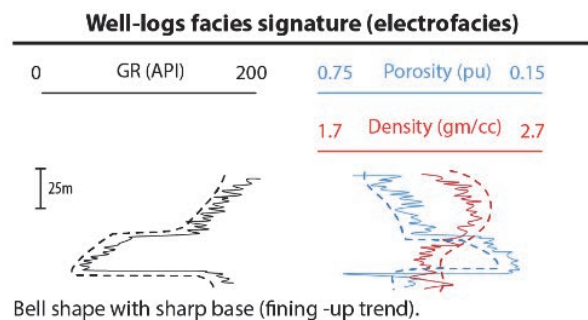 Well-logs facies signature (electrofacies)
0 GR (API) 200 0.75 Porosity (pu) 0.15
1.7 Density (gm/cc) 2.7
25m
Bell shape with sharp base (fining -up trend).